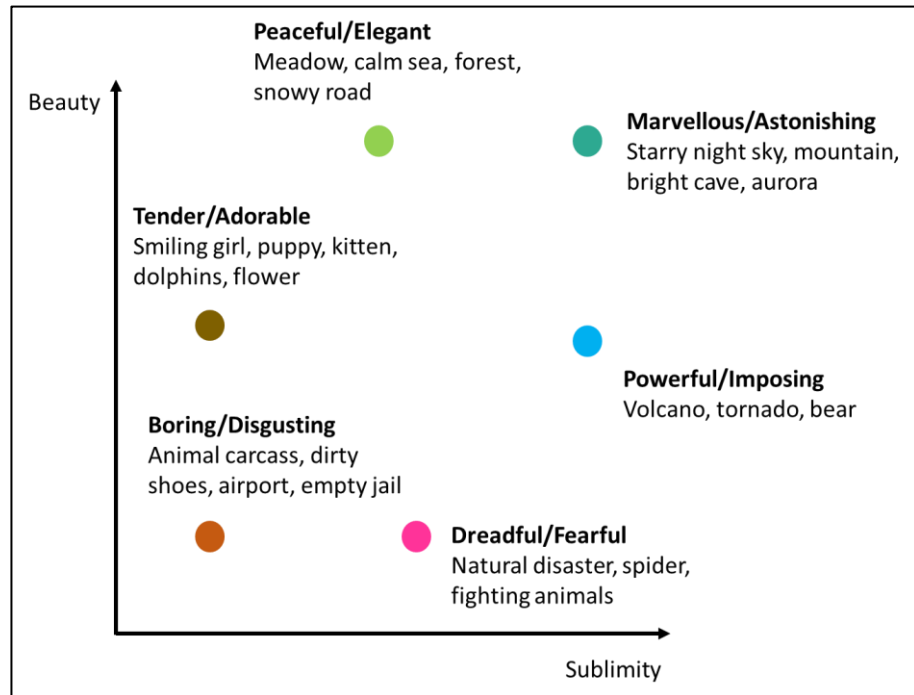 Peaceful/Elegant
Meadow, calm sea, forest,
snowy road
Beauty
Marvellous/Astonishing
Starry night sky, mountain,
bright cave, aurora
Tender/Adorable
Smiling girl, puppy, kitten,
dolphins, flower
Powerful/Imposing
Volcano, tornado, bear
Boring/Disgusting
Animal carcass, dirty
shoes, airport, empty jail
Dreadful/Fearful
Natural disaster, spider,
fighting animals
Sublimity